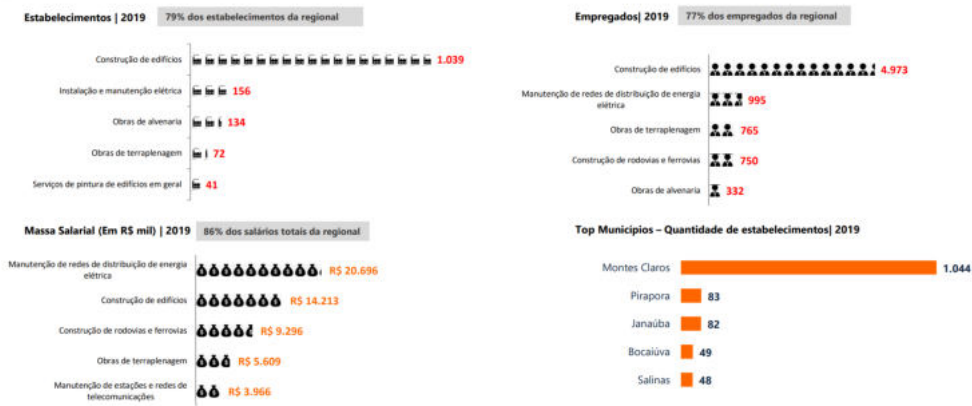 Estabelecimentos | 2019
79% dos estabelecimentos da regional
Construção de edifícios
1.039
Instalação e manutenção elétrica
156
Obras de alvenaria
134
Obras de terraplenagem
72
Serviços de pintura de edifícios em geral
41
Empregados| 2019
77% dos empregados da regional
Construção de edifícios
4.973
Manutenção de redes de distribuição de energia
elétrica
995
Obras de terraplenagem
765
Construção de rodovias e ferrovias
750
Obras de alvenaria
332
Massa Salarial (Em R$ mil) | 2019
86% dos salários totais da regional
Manutenção de redes de distribuição de energia
elétrica
R$ 20.696
Construção de edifícios
R$ 14.213
Construção de rodovias e ferrovias
R$ 9.296
Obras de terraplenagem
R$ 5.609
Manutenção de estações e redes de
telecomunicações
R$ 3.966
Top Municipios – Quantidade de estabelecimentos| 2019
Montes Claros
1.044
Pirapora
83
Janaúba
82
Bocaiúva
49
Salinas
48